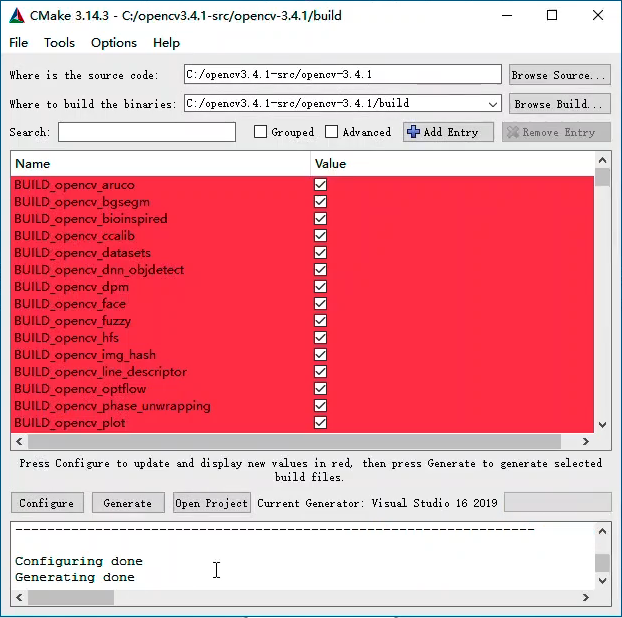 CMake 3.14.3 - C:/opencv3.4.1-src/opencv-3.4.1/build
File Tools Options Help
Where is the source code: C:/opencv3.4.1-src/opencv-3.4.1 Browse Source...
Where to build the binaries: C:/opencv3.4.1-src/opencv-3.4.1/build Browse Build...
Search: Grouped Advanced Add Entry Remove Entry
Name Value
BUILD_opencv_aruco
BUILD_opencv_bgsegm
BUILD_opencv_bioinspired
BUILD_opencv_ccalib
BUILD_opencv_datasets
BUILD_opencv_dnn_objdetect
BUILD_opencv_dpm
BUILD_opencv_face
BUILD_opencv_fuzzy
BUILD_opencv_hfs
BUILD_opencv_img_hash
BUILD_opencv_line_descriptor
BUILD_opencv_optflow
BUILD_opencv_phase_unwrapping
BUILD_opencv_plot
Press Configure to update and display new values in red, then press Generate to generate selected
build files.
Configure Generate Open Project Current Generator: Visual Studio 16 2019
-----------------------------------------------------------------
Configuring done
Generating done